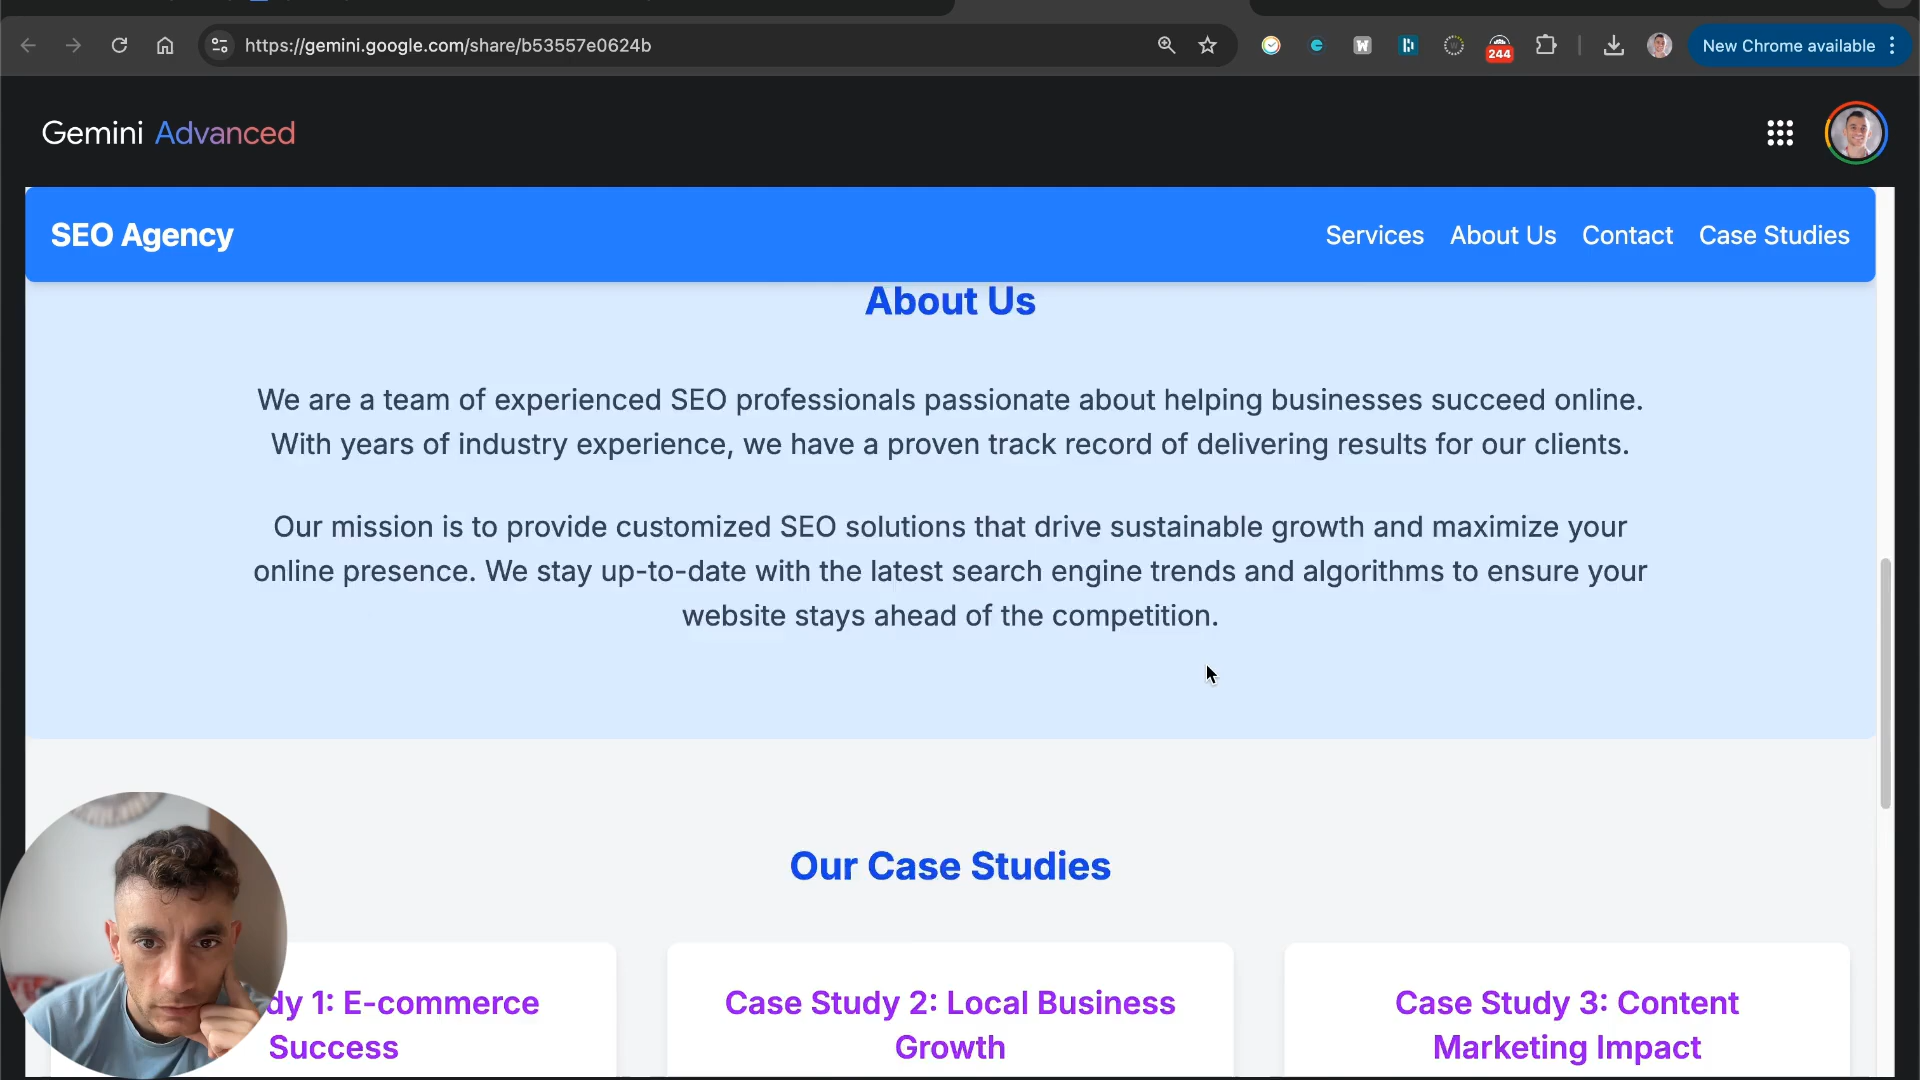 https://gemini.google.com/share/b53557e0624b
244
New Chrome available
Gemini Advanced
SEO Agency
Services
About Us
Contact
Case Studies
About Us
We are a team of experienced SEO professionals passionate about helping businesses succeed online.
With years of industry experience, we have a proven track record of delivering results for our clients.
Our mission is to provide customized SEO solutions that drive sustainable growth and maximize your
online presence. We stay up-to-date with the latest search engine trends and algorithms to ensure your
website stays ahead of the competition.
Our Case Studies
dy 1: E-commerce
Success
Case Study 2: Local Business
Growth
Case Study 3: Content
Marketing Impact